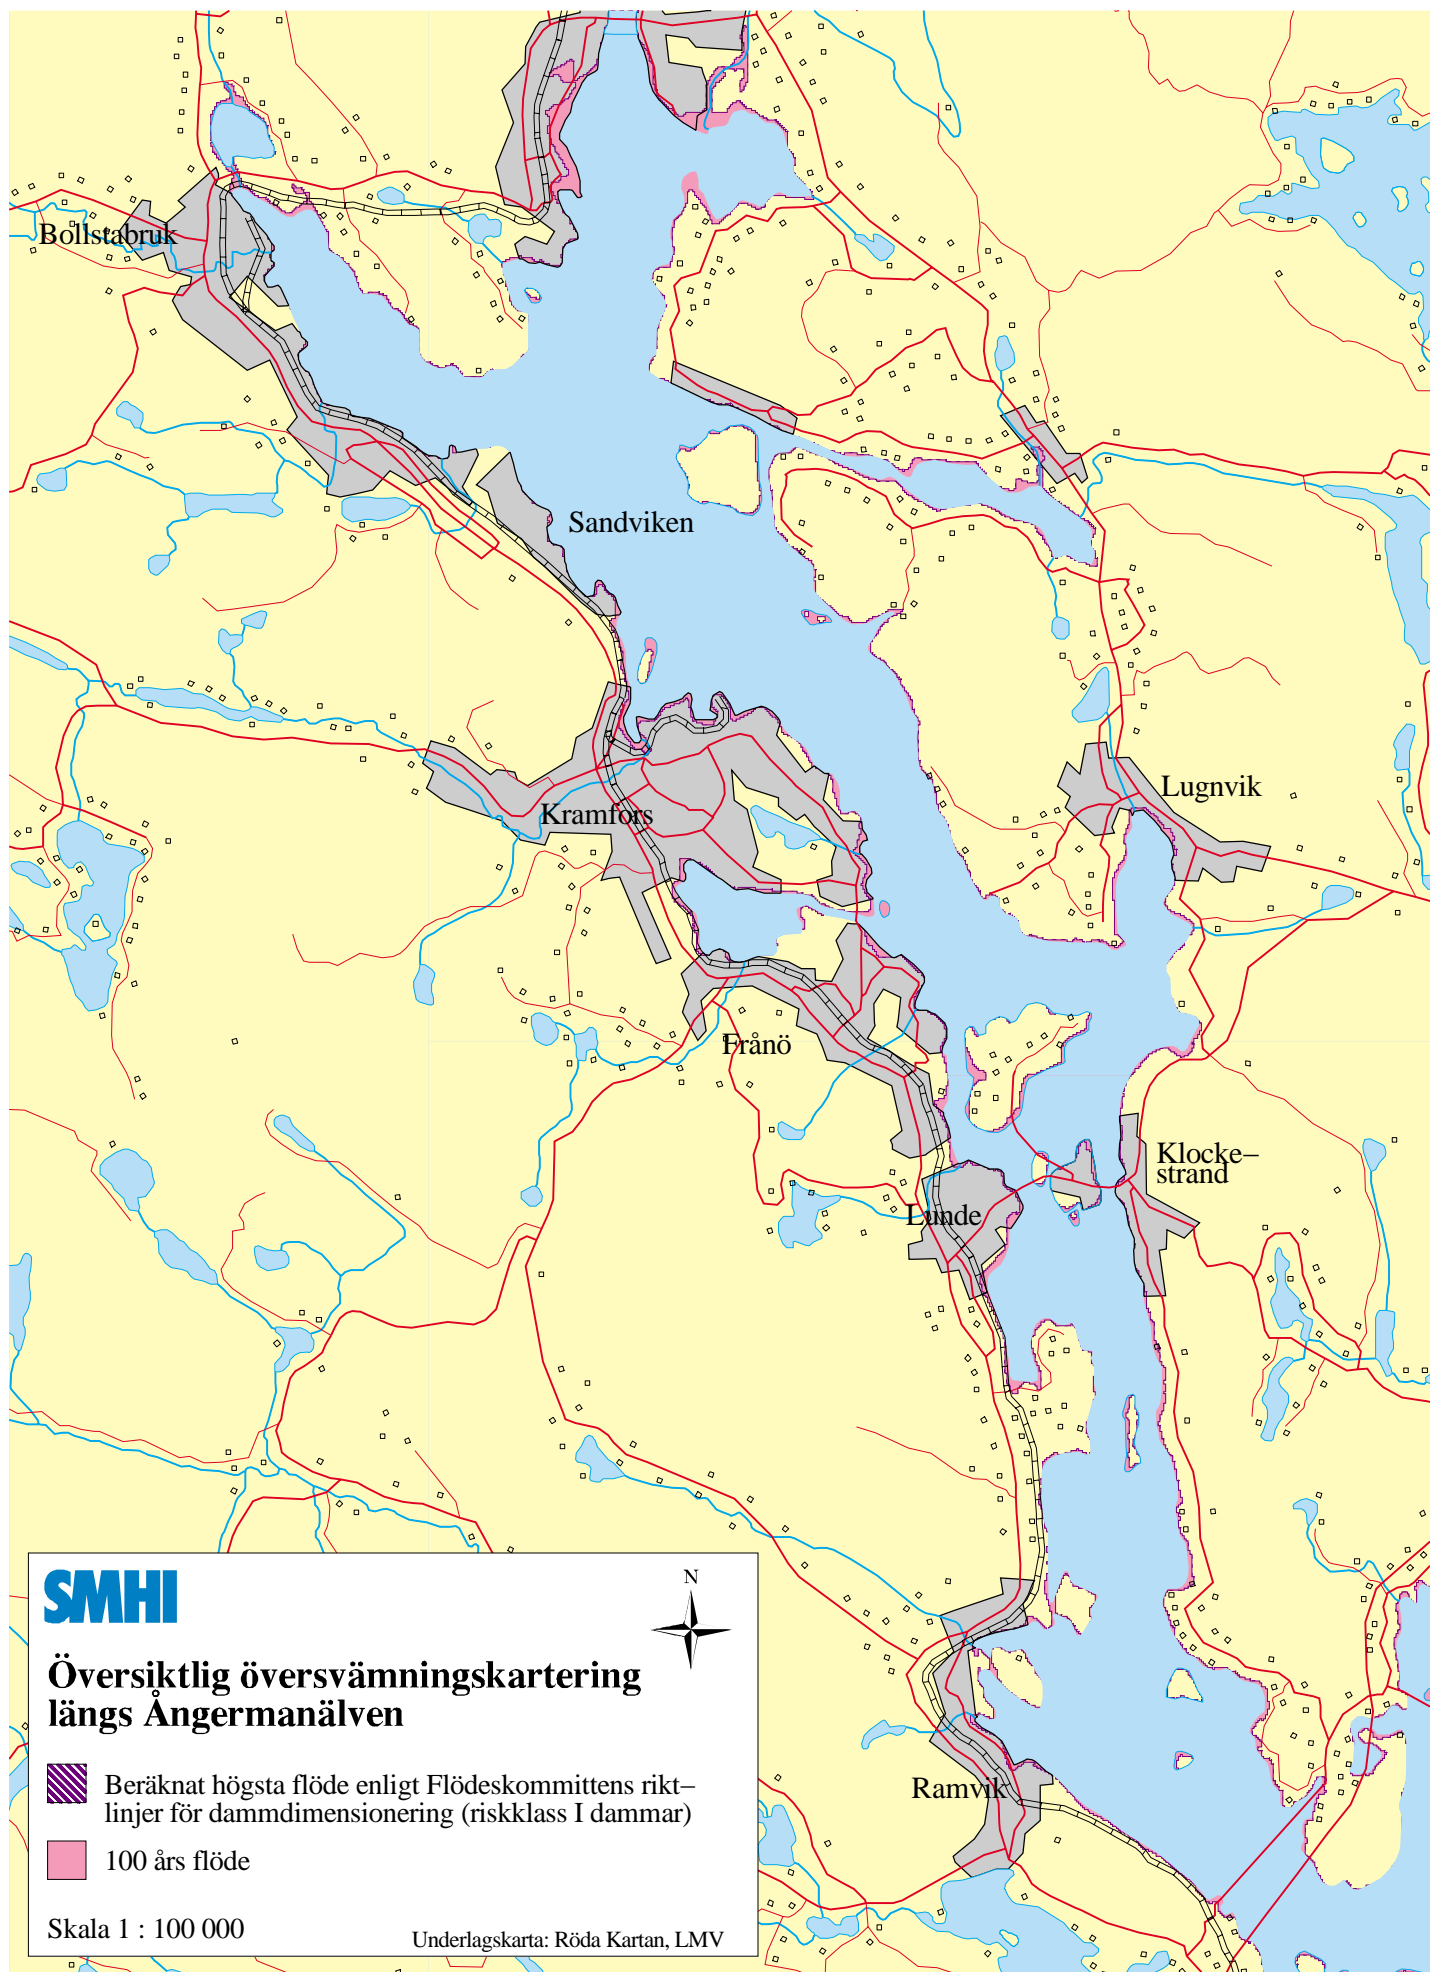 Bollstabruk
Sandviken
Lugnvik
Kramfors
Frånö
Klocke–
strand
Lunde
Ramvik
SMHI
N
Översiktlig översvämningskartering
längs Ångermanälven
Beräknat högsta flöde enligt Flödeskommittens rikt–
linjer för dammdimensionering (riskklass I dammar)
100 års flöde
Skala 1 : 100 000
Underlagskarta: Röda Kartan, LMV